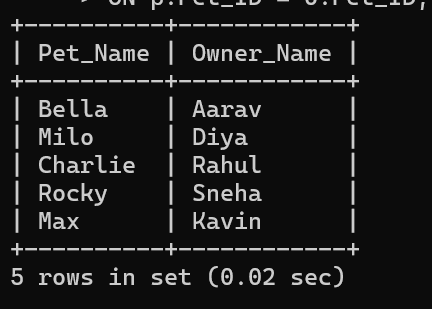 -> ON p.Pet_ID = o.Pet_ID;
+-----------+------------+
| Pet_Name | Owner_Name |
+-----------+------------+
| Bella | Aarav |
| Milo | Diya |
| Charlie | Rahul |
| Rocky | Sneha |
| Max | Kavin |
+-----------+------------+
5 rows in set (0.02 sec)